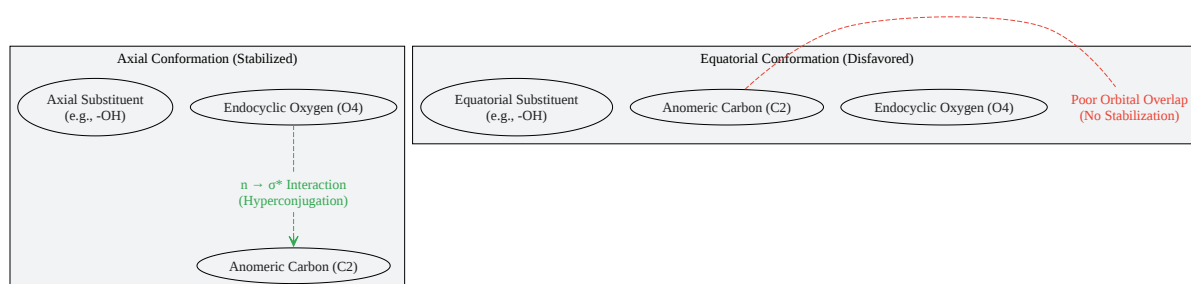 Axial Conformation (Stabilized)
Axial Substituent
(e.g., -OH)
Endocyclic Oxygen (O4)
n → σ* Interaction
(Hyperconjugation)
Anomeric Carbon (C2)
Equatorial Conformation (Disfavored)
Equatorial Substituent
(e.g., -OH)
Anomeric Carbon (C2)
Endocyclic Oxygen (O4)
Poor Orbital Overlap
(No Stabilization)